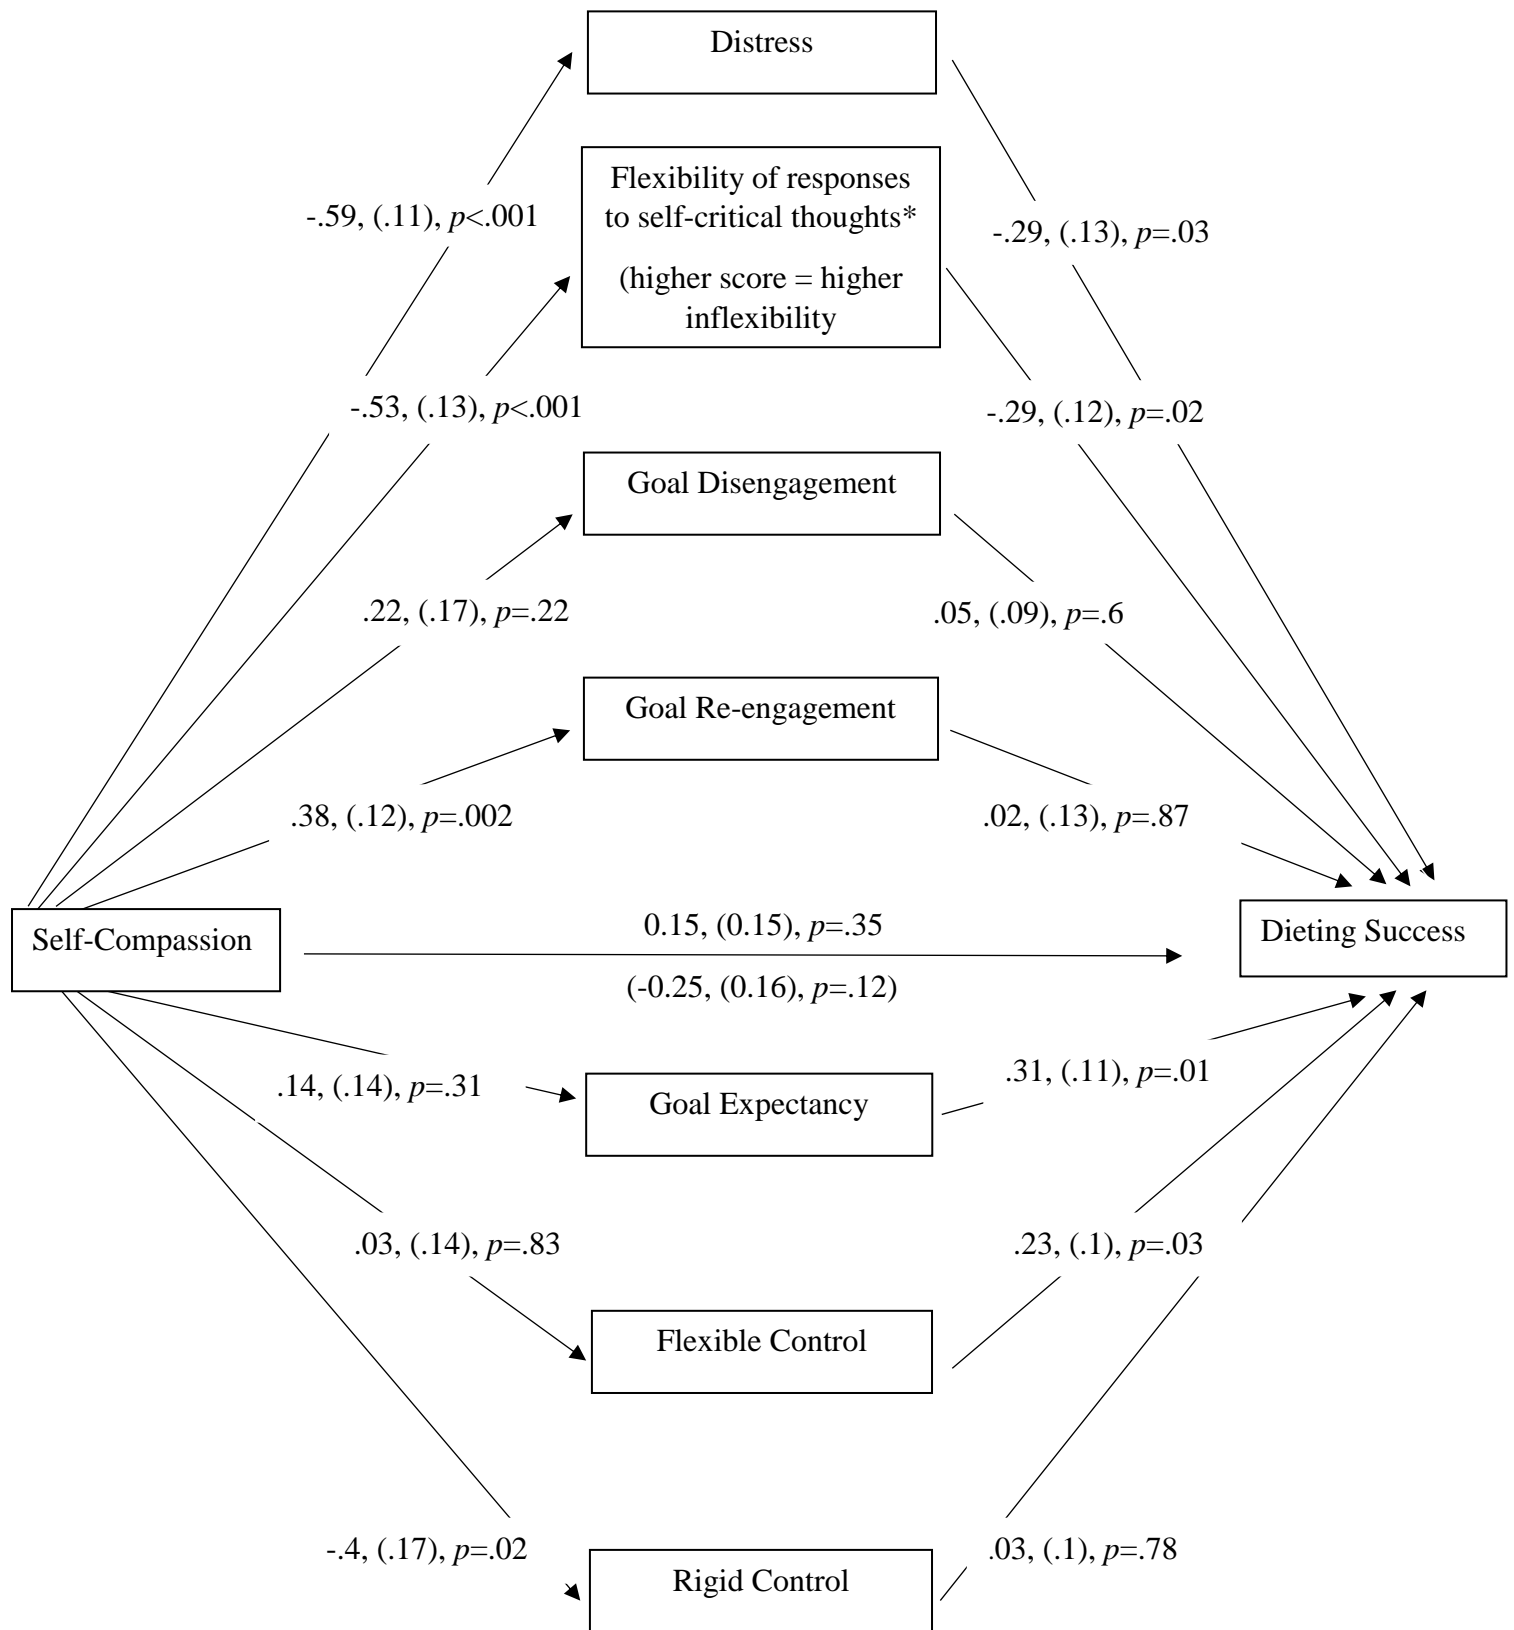 Distress
Flexibility of responses
to self-critical thoughts*
(higher score = higher
inflexibility
-.59, (.11), p<.001
-.29, (.13), p=.03
-.53, (.13), p<.001
-.29, (.12), p=.02
Goal Disengagement
.22, (.17), p=.22
.05, (.09), p=.6
Goal Re-engagement
.38, (.12), p=.002
.02, (.13), p=.87
Self-Compassion
0.15, (0.15), p=.35
(-0.25, (0.16), p=.12)
Dieting Success
.14, (.14), p=.31
Goal Expectancy
.31, (.11), p=.01
.03, (.14), p=.83
.23, (.1), p=.03
Flexible Control
-.4, (.17), p=.02
Rigid Control
.03, (.1), p=.78